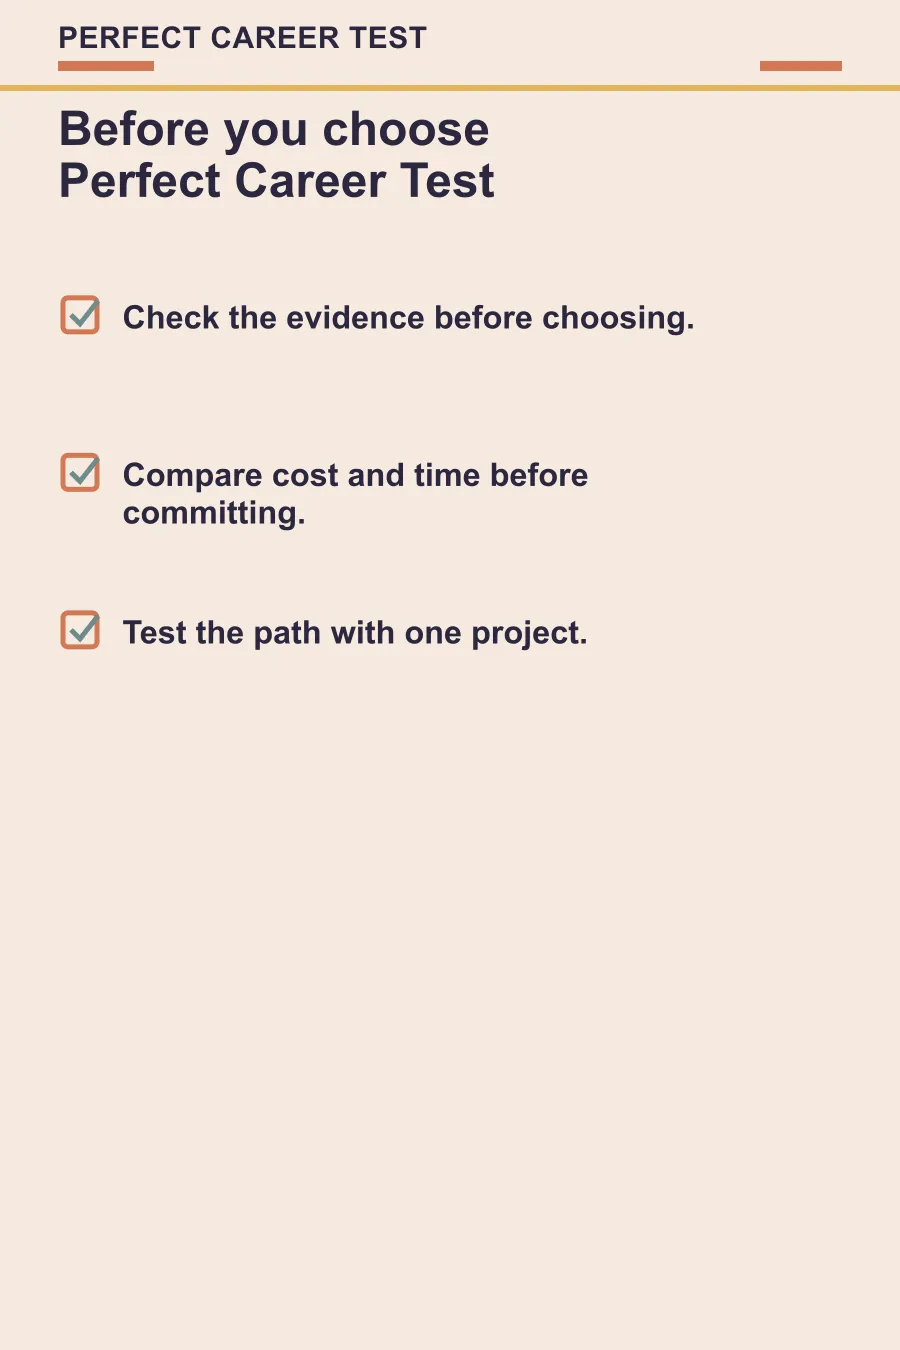 PERFECT CAREER TEST
Before you choose
Perfect Career Test
Check the evidence before choosing.
Compare cost and time before
committing.
Test the path with one project.